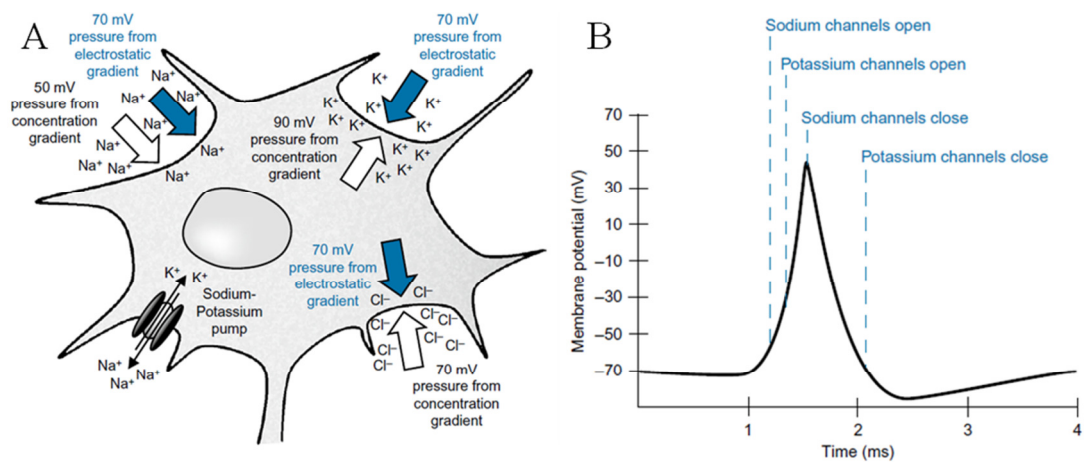 A
70 mV
pressure from
electrostatic
gradient
Na⁺
Na⁺
Na⁺
Na⁺
Na⁺
Na⁺
Na⁺
Na⁺
Na⁺
50 mV
pressure from
concentration
gradient
70 mV
pressure from
electrostatic
gradient
K⁺
K⁺
K⁺
K⁺
K⁺
K⁺
K⁺
K⁺
K⁺
K⁺
K⁺
K⁺
90 mV
pressure from
concentration
gradient
70 mV
pressure from
electrostatic
gradient
Cl⁻
Cl⁻
Cl⁻
Cl⁻
Cl⁻
Cl⁻
Cl⁻
Cl⁻
Cl⁻
70 mV
pressure from
concentration
gradient
K⁺
K⁺
Sodium-
Potassium
pump
Na⁺
Na⁺
Na⁺
B
Sodium channels open
Potassium channels open
Sodium channels close
Potassium channels close
Membrane potential (mV)
70
50
30
10
–10
–30
–50
–70
1
2
3
4
Time (ms)